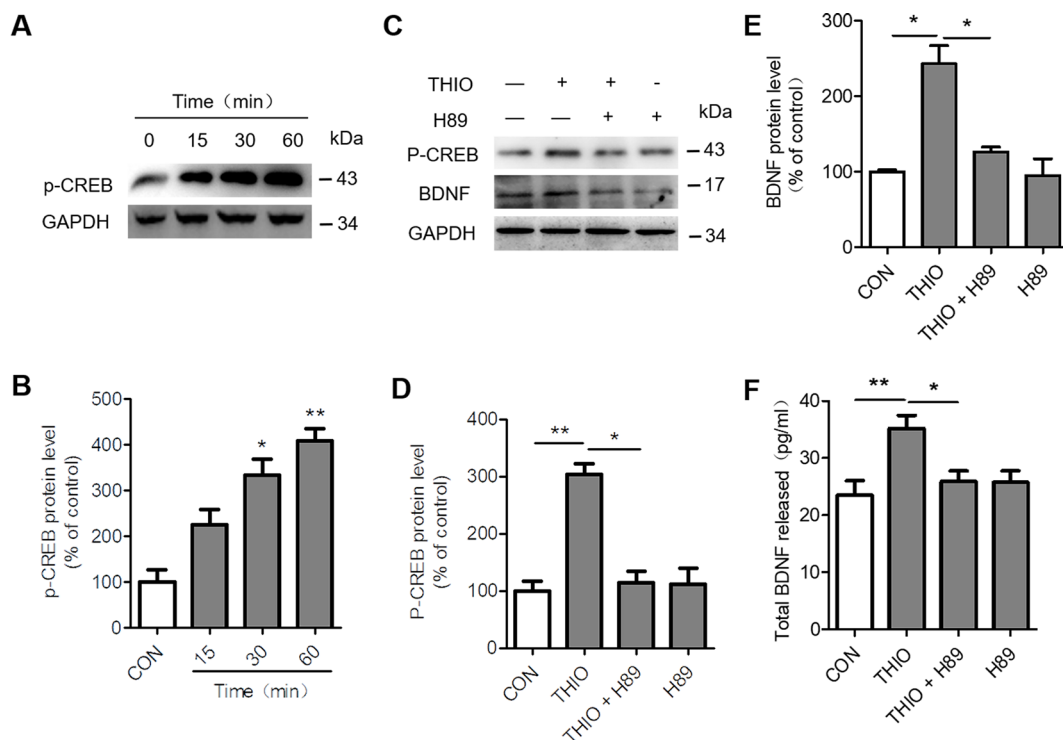 A
Time（min）
0 15 30 60 kDa
p-CREB 43
GAPDH 34
B
p-CREB protein level
(% of control)
500
400
300
200
100
0
*
**
CON 15 30 60
Time（min）
C
THIO — + + -
H89 — — + + kDa
P-CREB 43
BDNF 17
GAPDH 34
D
P-CREB protein level
(% of control)
400
300
200
100
0
** *
CON THIO THIO + H89 H89
E
BDNF protein level
(% of control)
300
200
100
0
* *
CON THIO THIO + H89 H89
F
Total BDNF released（pg/ml）
40
30
20
10
0
** *
CON THIO THIO + H89 H89